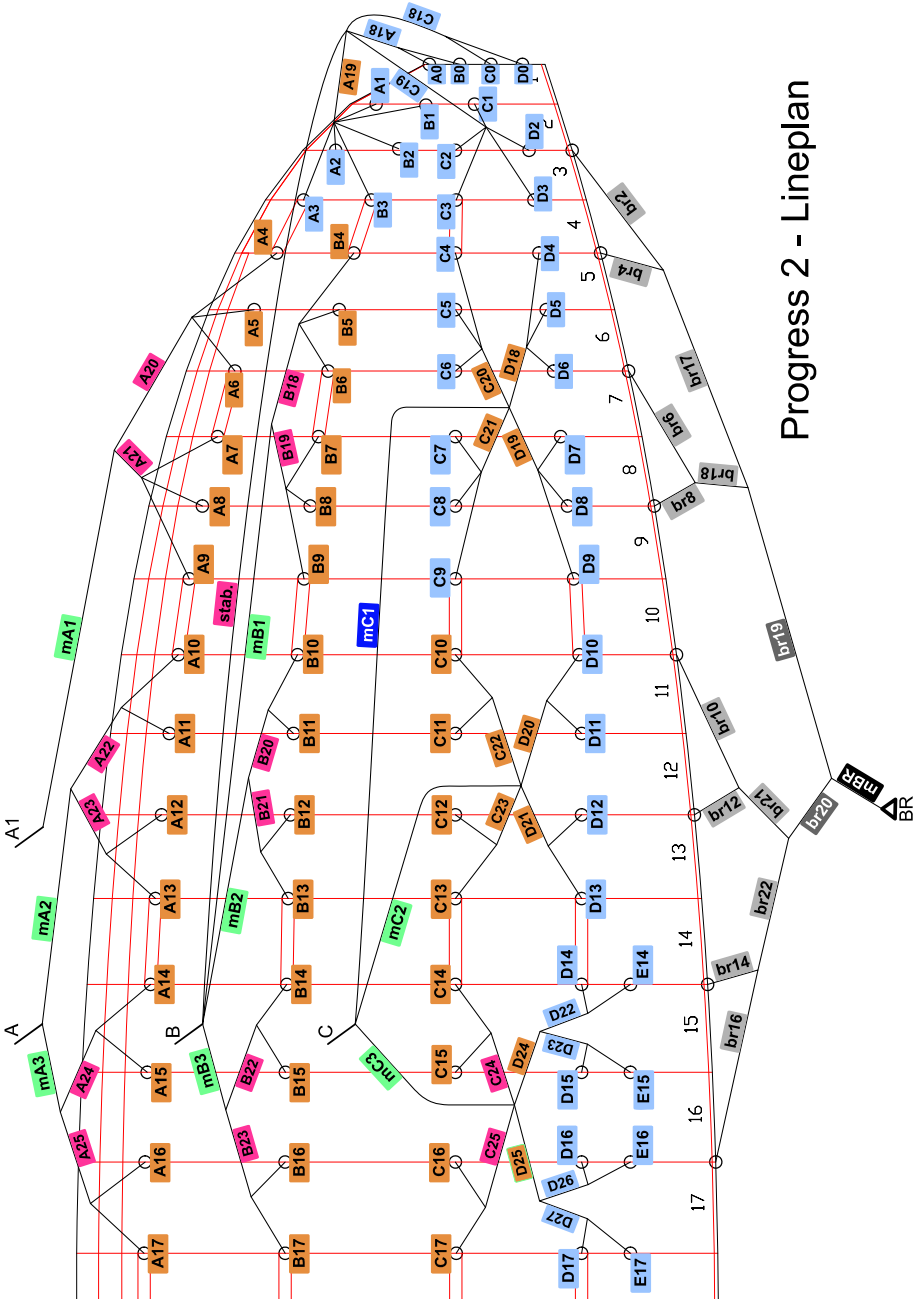 C18
A18
A19
C19
A0
B0
C0
D0
1
A1
B1
C1
2
A2
B2
C2
D2
3
A3
B3
C3
D3
br2
4
A4
B4
C4
D4
br4
5
A5
B5
C5
D5
6
A20
A6
B18
B6
C6
C20
D18
D6
br17
7
A21
A7
B19
B7
C7
C21
D19
D7
br6
8
A8
B8
C8
D8
br8
br18
9
A9
B9
C9
D9
stab.
mA1
mB1
mC1
10
br19
A10
B10
C10
D10
11
A11
B11
C11
D11
br10
A22
B20
C22
D20
12
A1
A23
A12
B21
B12
C12
C23
D21
D12
br12
br21
br20
mBR
BR
13
mA2
A13
mB2
B13
mC2
C13
D13
br22
14
A14
B14
C14
D14
E14
br14
A
B
C
D22
15
br16
mA3
A24
A15
mB3
B22
B15
mC3
C15
C24
D24
D23
D15
E15
16
A25
A16
B23
B16
C16
C25
D25
D16
D26
E16
17
A17
B17
C17
D27
D17
E17
Progress 2 - Lineplan